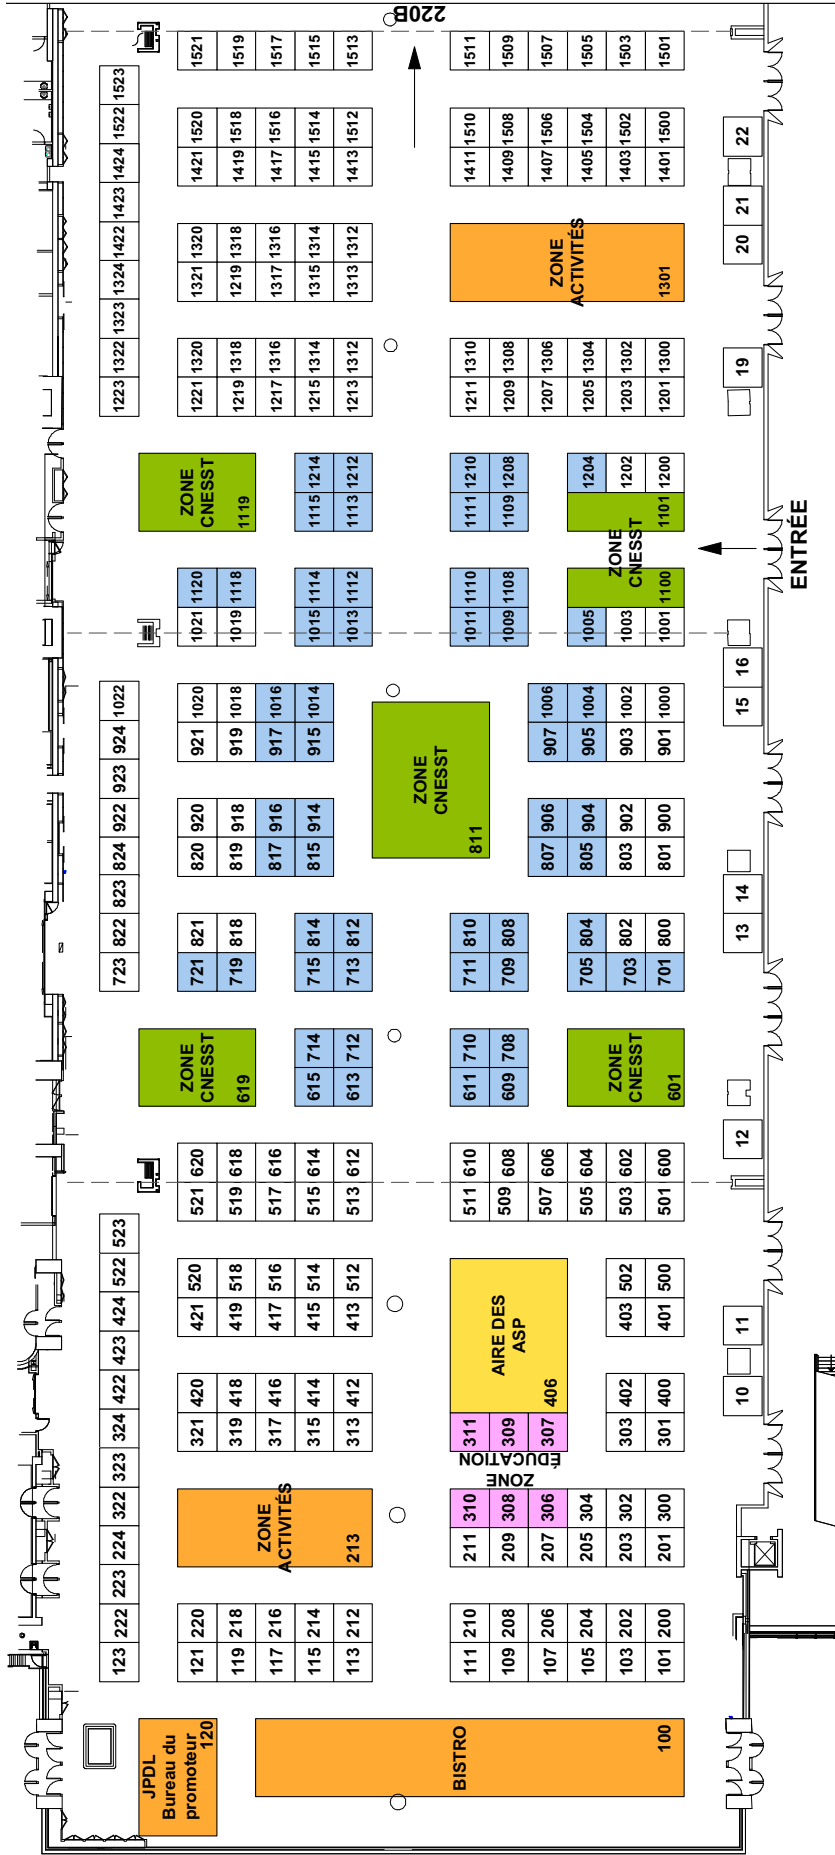 220B
1521 1519 1517 1515 1513 1511 1509 1507 1505 1503 1501
1523
1522 1520 1518 1516 1514 1512 1510 1508 1506 1504 1502 1500 22
1424 1421 1419 1417 1415 1413 1411 1409 1407 1405 1403 1401
1423 21
1422 1320 1318 1316 1314 1312 20
ZONE
ACTIVITÉS
1301
1324 1321 1219 1317 1315 1313
1323
1322 1320 1318 1316 1314 1312 1310 1308 1306 1304 1302 1300 19
1223 1221 1219 1217 1215 1213 1211 1209 1207 1205 1203 1201
ZONE
CNESST
1119
1214 1212 1210 1208 1204 1202 1200
1115 1113 1111 1109
1101
ZONE
CNESST
ENTRÉE
1100
1120 1118 1114 1112 1110 1108
1021 1019 1015 1013 1011 1009 1005 1003 1001
16
1022 1020 1018 1016 1014 1006 1004 1002 1000 15
924 921 919 917 915 907 905 903 901
ZONE
CNESST
811
923
922 920 918 916 914 906 904 902 900
824 820 819 817 815 807 805 803 801
823 14
822 821 818 814 812 810 808 804 802 800 13
723 721 719 715 713 711 709 705 703 701
ZONE
CNESST
619
714 712 710 708
615 613 611 609
ZONE
CNESST
601
620 618 616 614 612 610 608 606 604 602 600 12
521 519 517 515 513 511 509 507 505 503 501
523
522 520 518 516 514 512 502 500
424 421 419 417 415 413 403 401 11
AIRE DES
ASP
406
423
422 420 418 416 414 412 402 400 10
324 321 319 317 315 313 311 309 307 303 301
ZONE
ÉDUCATION
323
322 310 308 306 304 302 300
ZONE
ACTIVITÉS
213
224 211 209 207 205 203 201
223
222 220 218 216 214 212 210 208 206 204 202 200
123 121 119 117 115 113 111 109 107 105 103 101
JPDL
Bureau du
promoteur
120
BISTRO
100